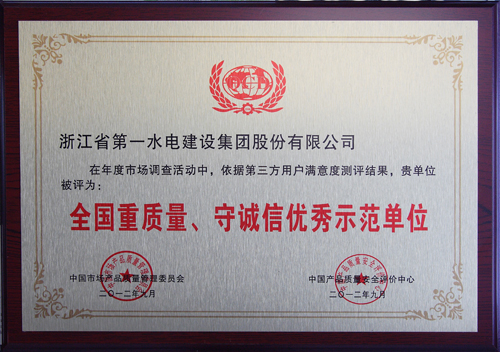 浙江省第一水电建设集团股份有限公司
在年度市场调查活动中，依据第三方用户满意度测评结果，贵单位
被评为：
全国重质量、守诚信优秀示范单位
中国市场产品质量管理委员会
二〇一二年九月
中国产品质量安全评价中心
二〇一二年九月